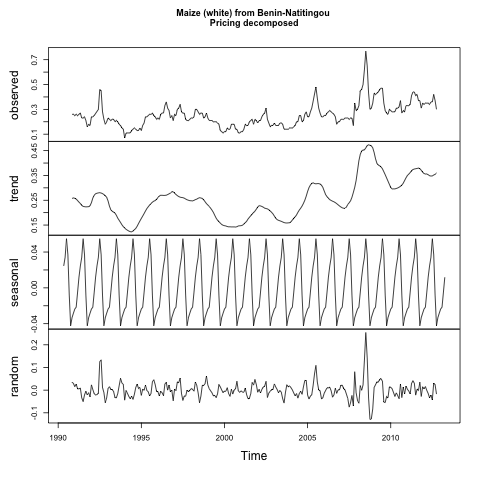 Maize (white) from Benin-Natitingou
Pricing decomposed
observed
0.1
0.3
0.5
0.7
trend
0.15
0.25
0.35
0.45
seasonal
-0.04
0.00
0.04
random
-0.1
0.0
0.1
0.2
1990 1995 2000 2005 2010
Time